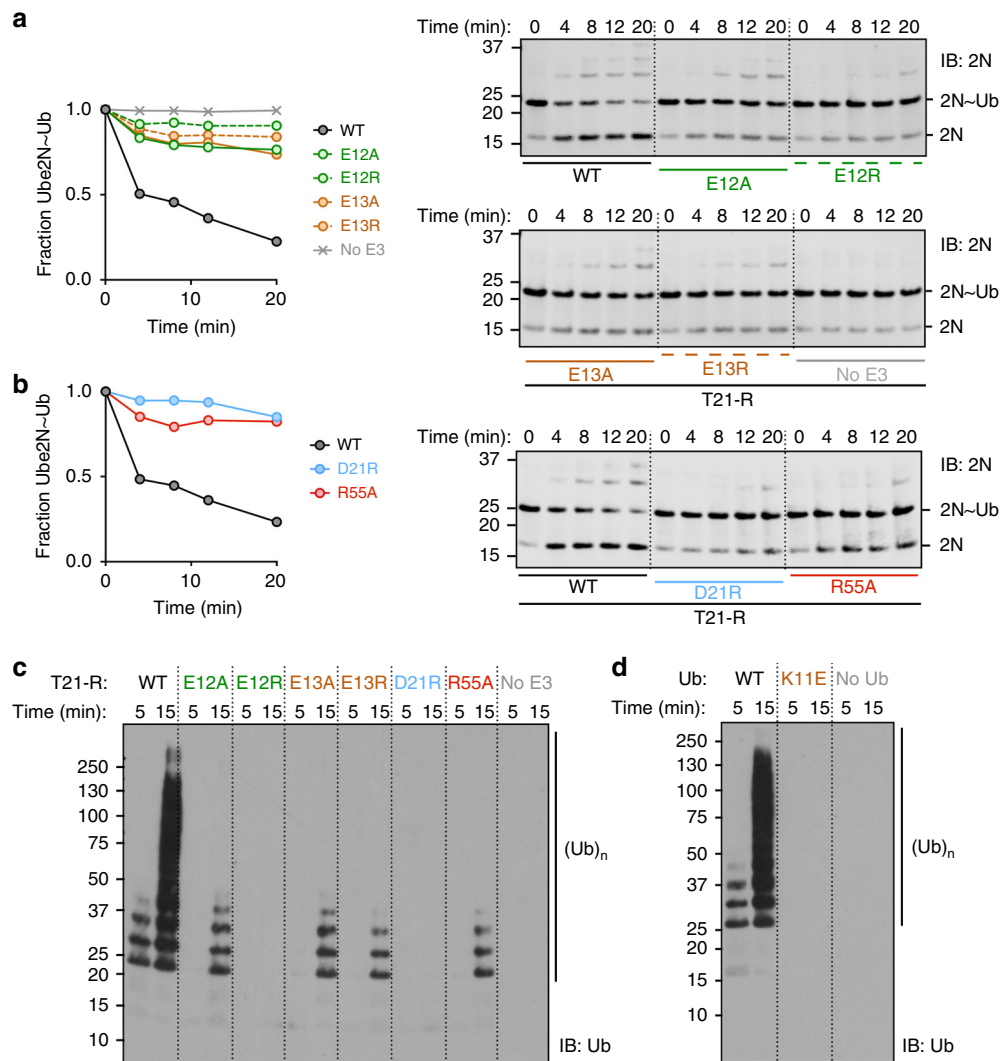 a
Fraction Ube2N~Ub
1.0
0.5
0.0
0 10 20
Time (min)
WT
E12A
E12R
E13A
E13R
No E3
Time (min): 0 4 8 12 20 0 4 8 12 20 0 4 8 12 20
37
25
20
15
IB: 2N
2N~Ub
2N
WT E12A E12R
0 4 8 12 20 0 4 8 12 20 0 4 8 12 20
Time (min):
37
25
20
15
IB: 2N
2N~Ub
2N
E13A E13R No E3
T21-R
b
Fraction Ube2N~Ub
1.0
0.5
0.0
0 10 20
Time (min)
WT
D21R
R55A
Time (min): 0 4 8 12 20 0 4 8 12 20 0 4 8 12 20
37
25
20
15
IB: 2N
2N~Ub
2N
WT D21R R55A
T21-R
c
T21-R: WT E12A E12R E13A E13R D21R R55A No E3
Time (min): 5 15 5 15 5 15 5 15 5 15 5 15 5 15 5 15
250
130
100
75
50
37
25
20
15
10
(Ub)n
IB: Ub
d
Ub: WT K11E No Ub
Time (min): 5 15 5 15 5 15
250
130
100
75
50
37
25
20
15
10
(Ub)n
IB: Ub